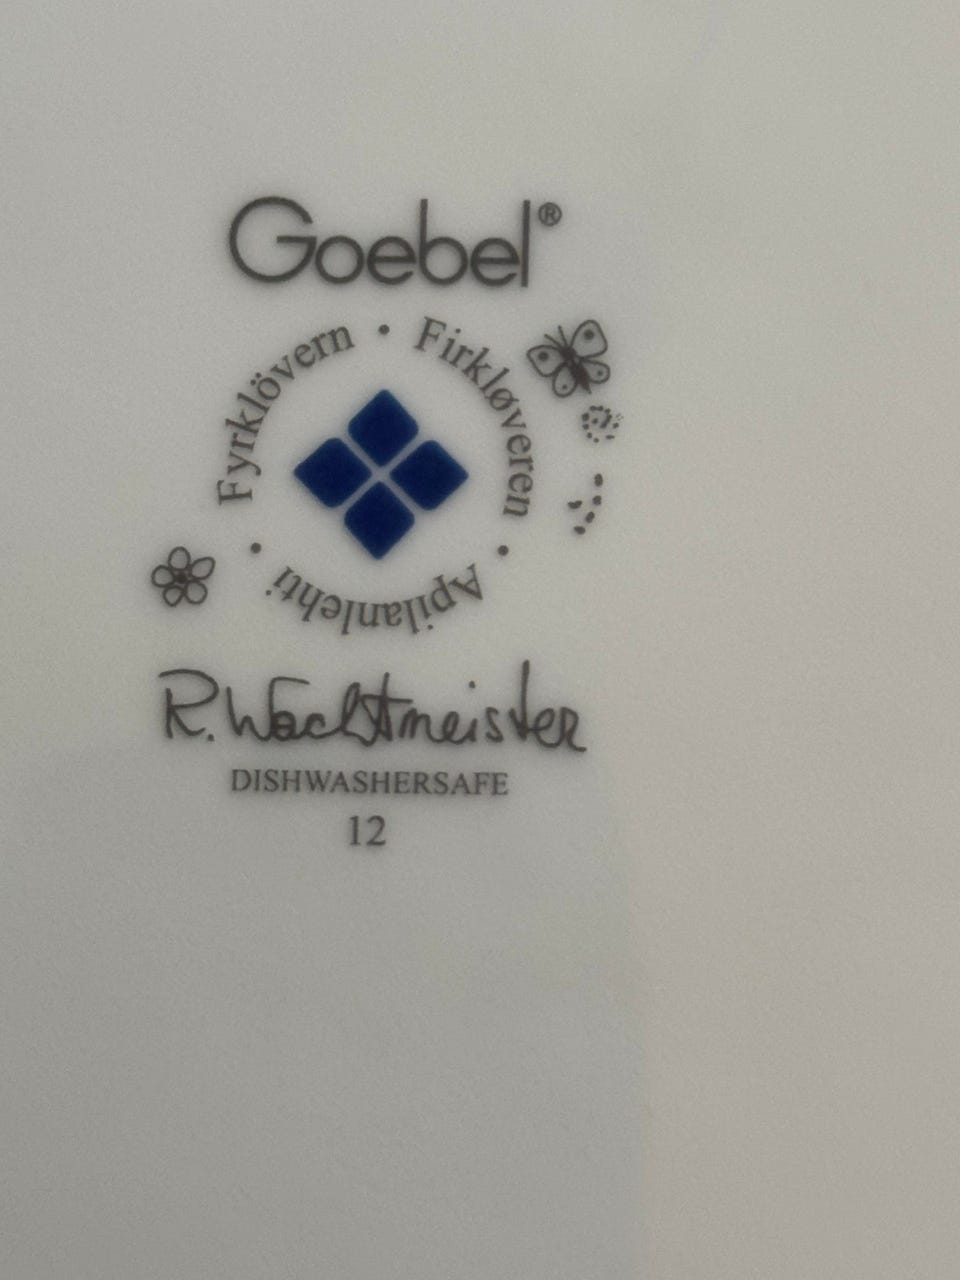 Goebel®
Fyrklövern • Firkløveren • Apilanlehti •
R. Wachtmeister
DISHWASHERSAFE
12